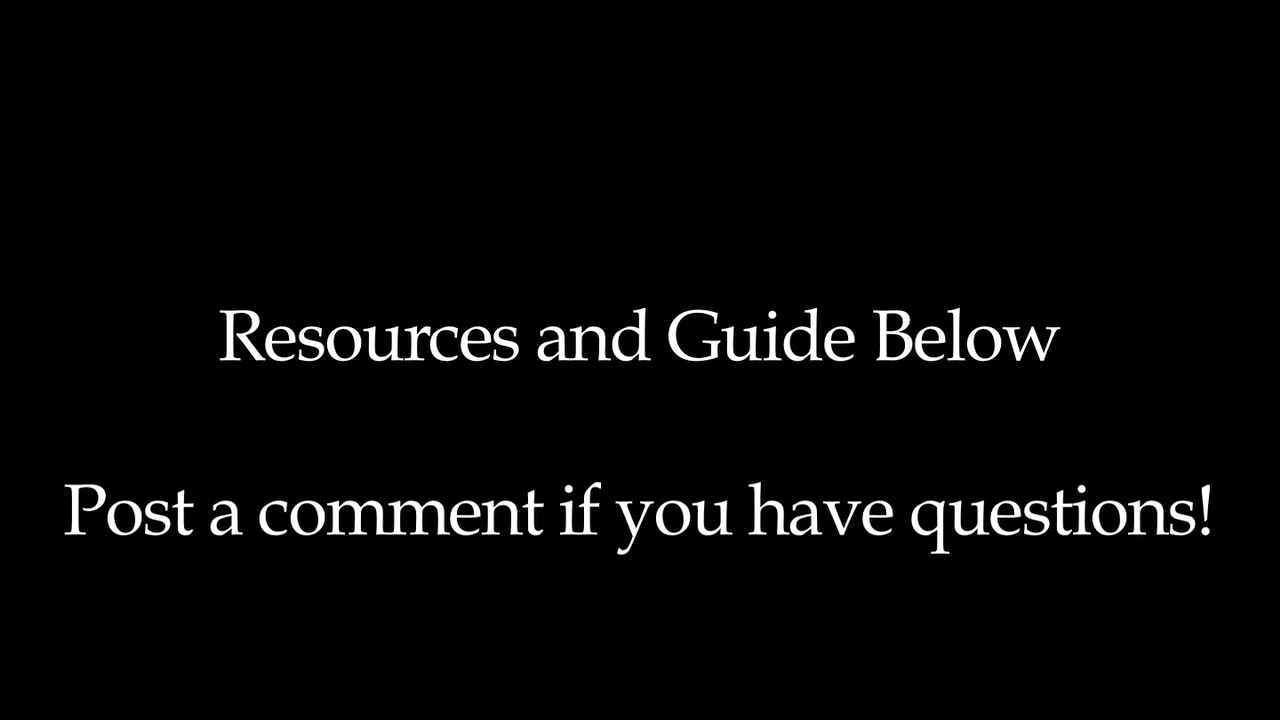 Resources and Guide Below
Post a comment if you have questions!